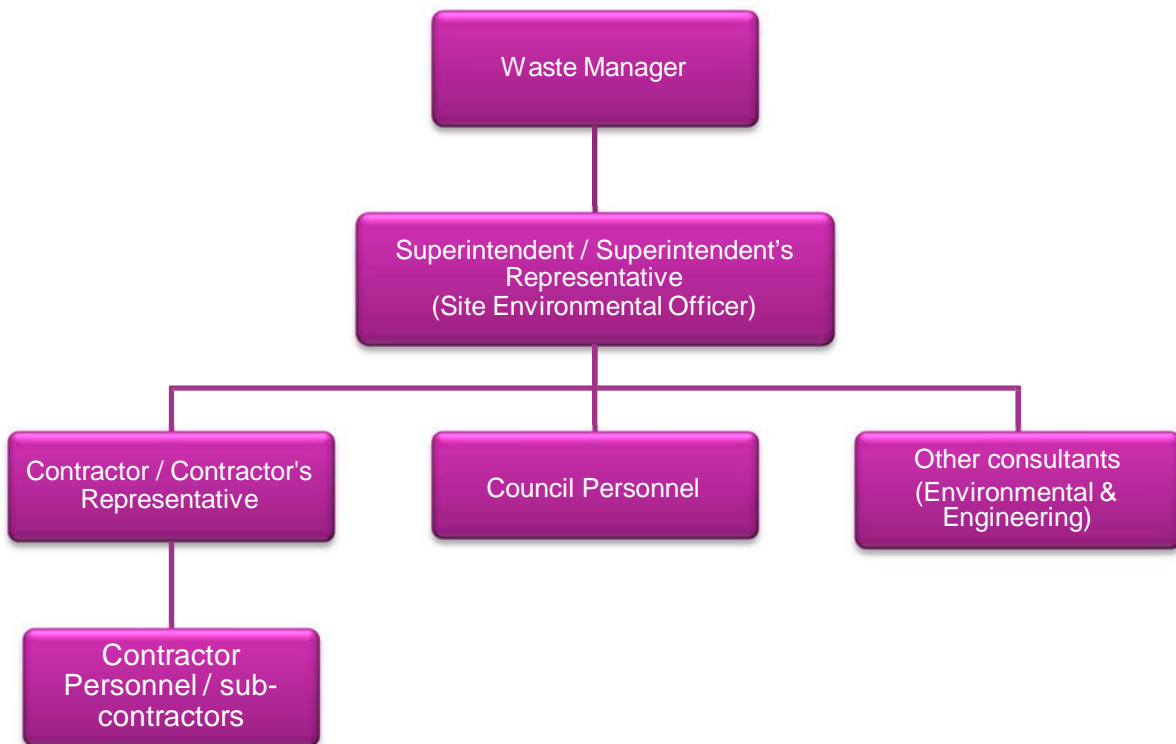 Waste Manager
Superintendent / Superintendent’s
Representative
(Site Environmental Officer)
Contractor / Contractor's
Representative
Council Personnel
Other consultants
(Environmental &
Engineering)
Contractor
Personnel / sub-
contractors